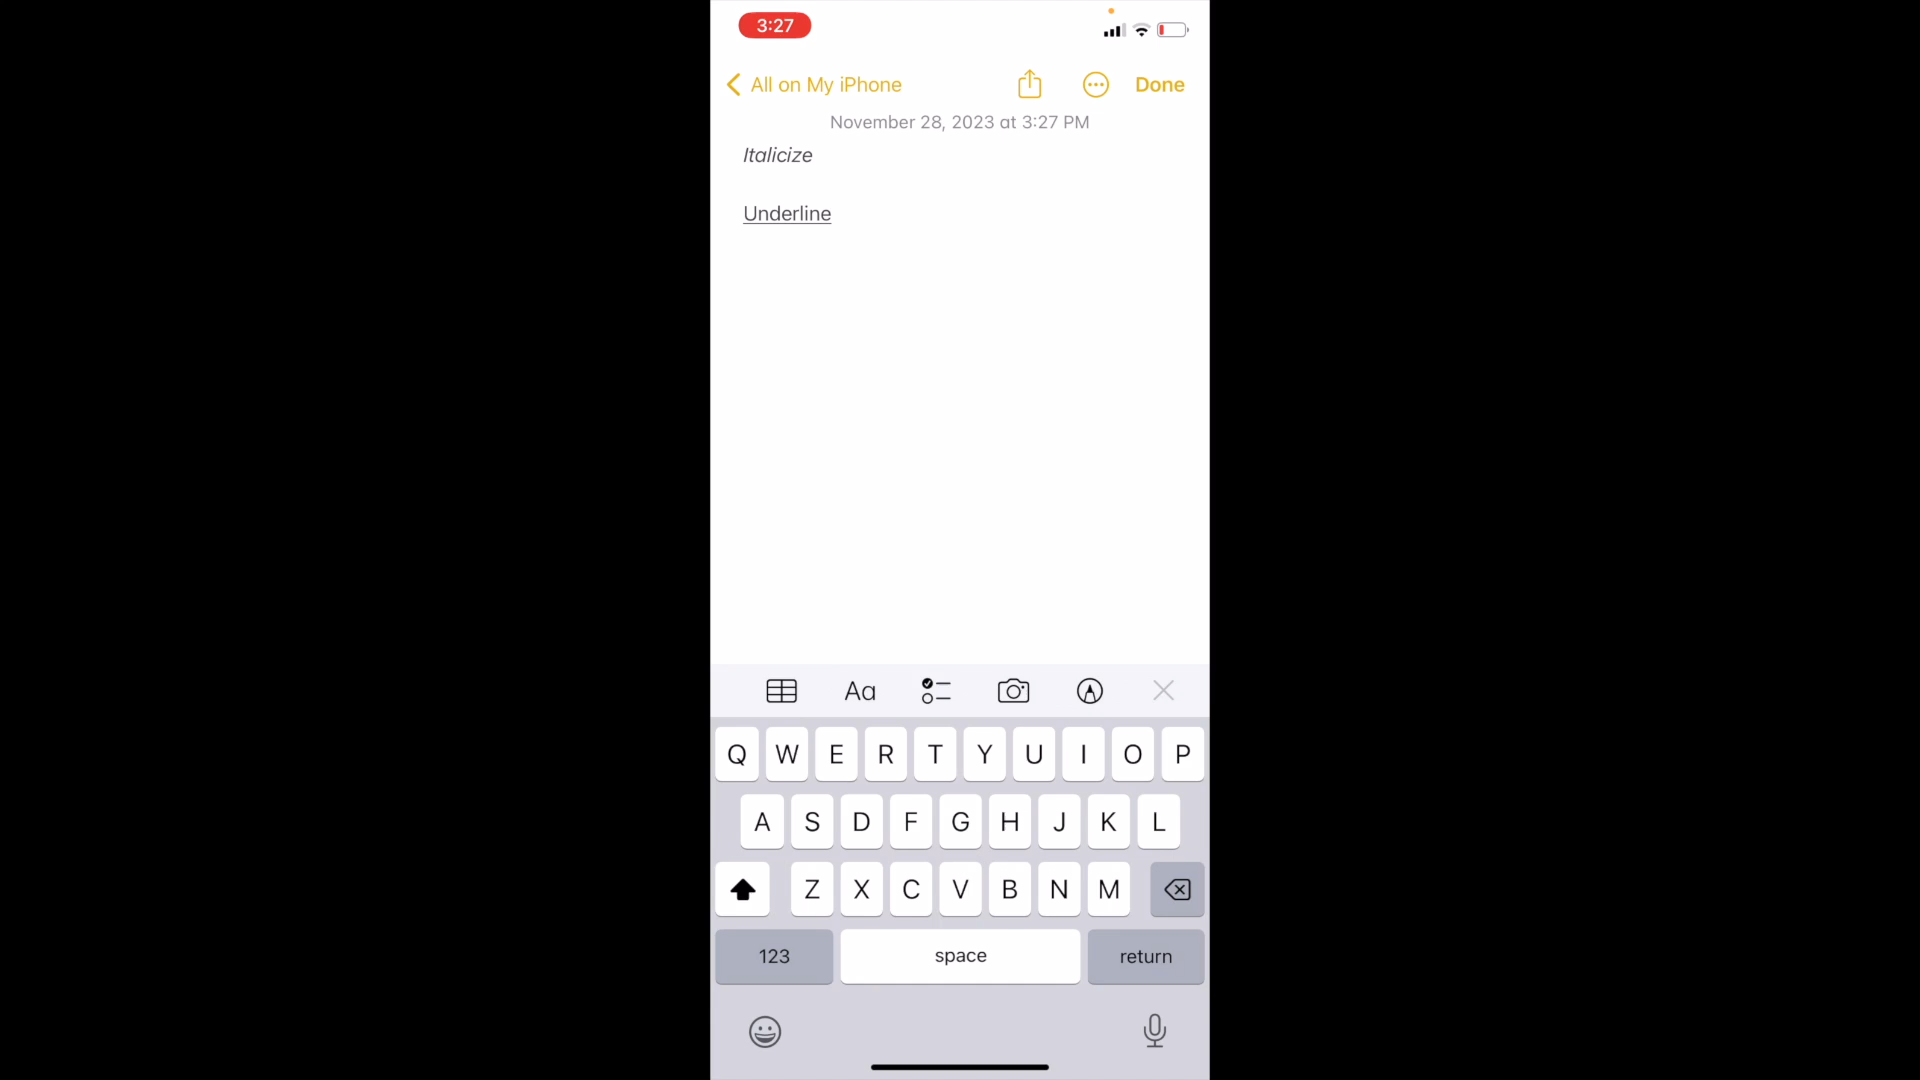 3:27
All on My iPhone
Done
November 28, 2023 at 3:27 PM
Italicize
Underline
Aa
Q W E R T Y U I O P
A S D F G H J K L
Z X C V B N M
123 space return